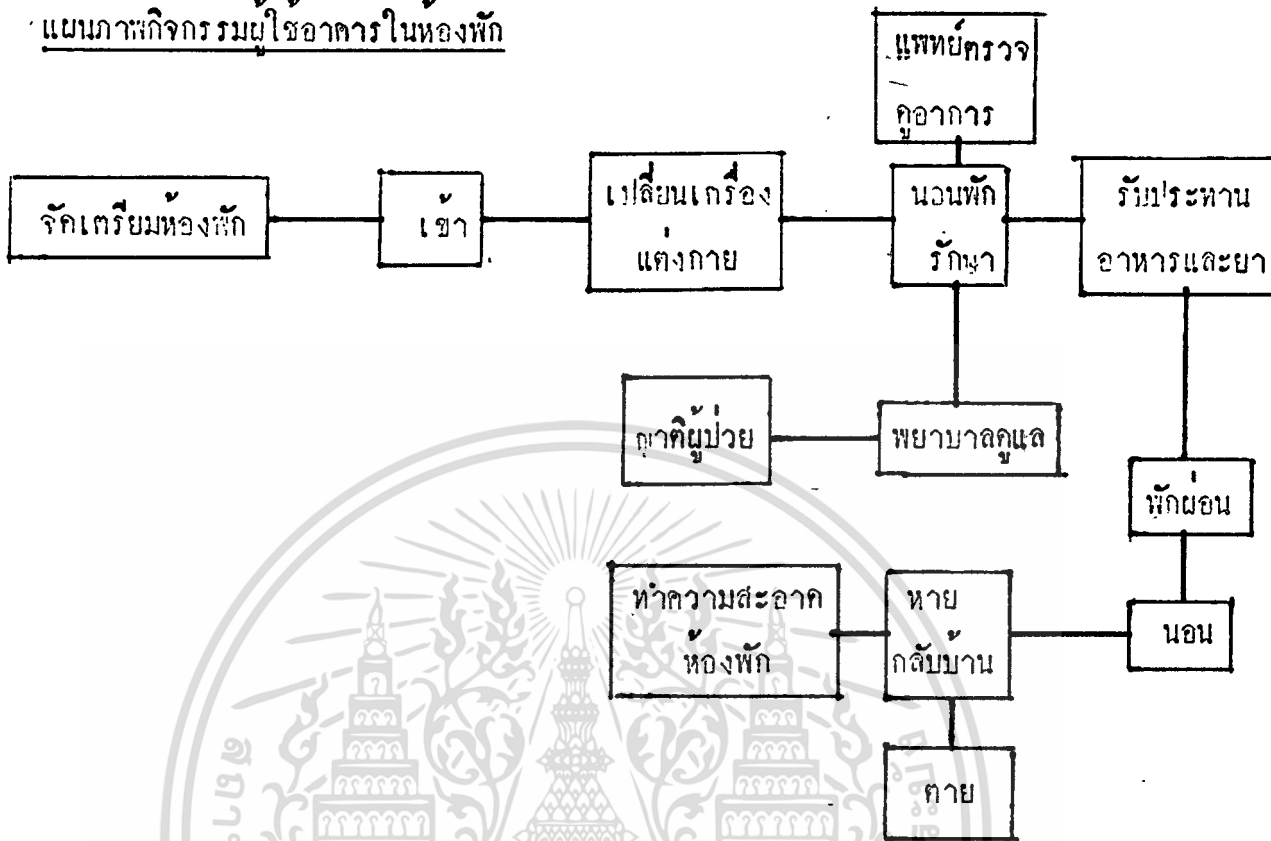 แผนภาพกิจกรรมผู้ใช้อาคารในห้องพัก
แพทย์ตรวจ
ดูอาการ
จัดเตรียมห้องพัก
เข้า
เปลี่ยนเครื่อง
แต่งกาย
นอนพัก
รักษา
รับประทาน
อาหารและยา
ญาติผู้ป่วย
พยาบาลดูแล
พักผ่อน
ทำความสะอาด
ห้องพัก
หาย
กลับบ้าน
นอน
ตาย